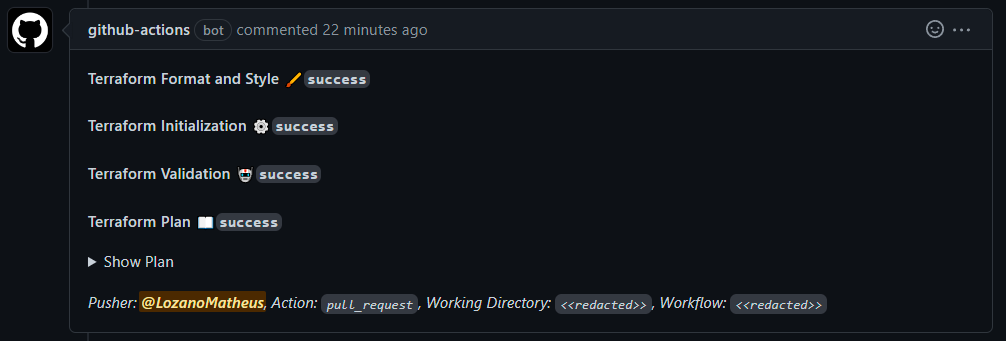 github-actions bot commented 22 minutes ago
Terraform Format and Style 🖌 success
Terraform Initialization ⚙ success
Terraform Validation 🤖 success
Terraform Plan 📖 success
Show Plan
Pusher: @LozanoMatheus, Action: pull_request, Working Directory: <<redacted>>, Workflow: <<redacted>>